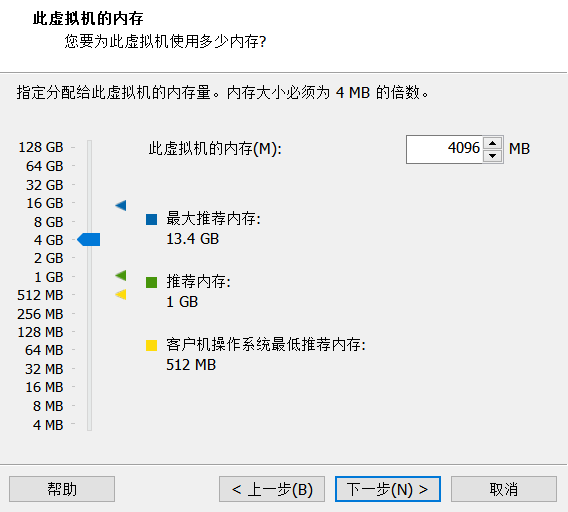 此虚拟机的内存
您要为此虚拟机使用多少内存?
指定分配给此虚拟机的内存量。内存大小必须为 4 MB 的倍数。
128 GB
64 GB
32 GB
16 GB
8 GB
4 GB
2 GB
1 GB
512 MB
256 MB
128 MB
64 MB
32 MB
16 MB
8 MB
4 MB
此虚拟机的内存(M): 4096 MB
最大推荐内存:
13.4 GB
推荐内存:
1 GB
客户机操作系统最低推荐内存:
512 MB
帮助 < 上一步(B) 下一步(N) > 取消